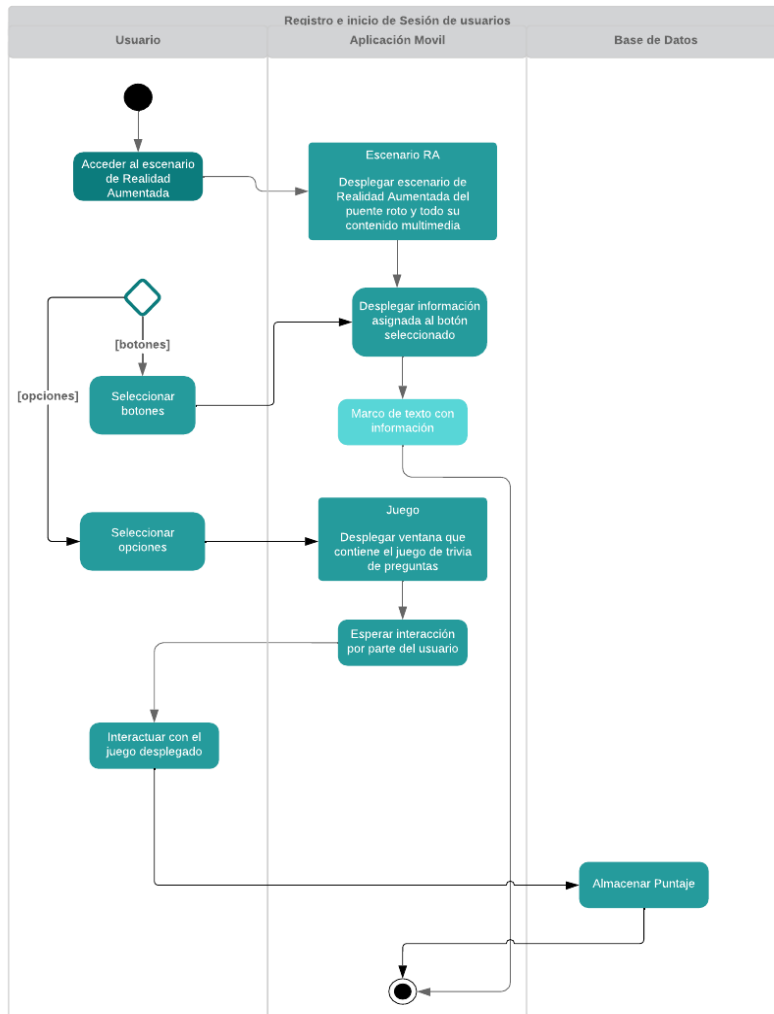 Registro e inicio de Sesión de usuarios
Usuario
Aplicación Movil
Base de Datos
Acceder al escenario
de Realidad
Aumentada
Escenario RA
Desplegar escenario de
Realidad Aumentada del
puente roto y todo su
contenido multimedia
Desplegar información
asignada al botón
seleccionado
[botones]
[opciones]
Seleccionar
botones
Marco de texto con
información
Seleccionar
opciones
Juego
Desplegar ventana que
contiene el juego de trivia
de preguntas
Esperar interacción
por parte del usuario
Interactuar con el
juego desplegado
Almacenar Puntaje